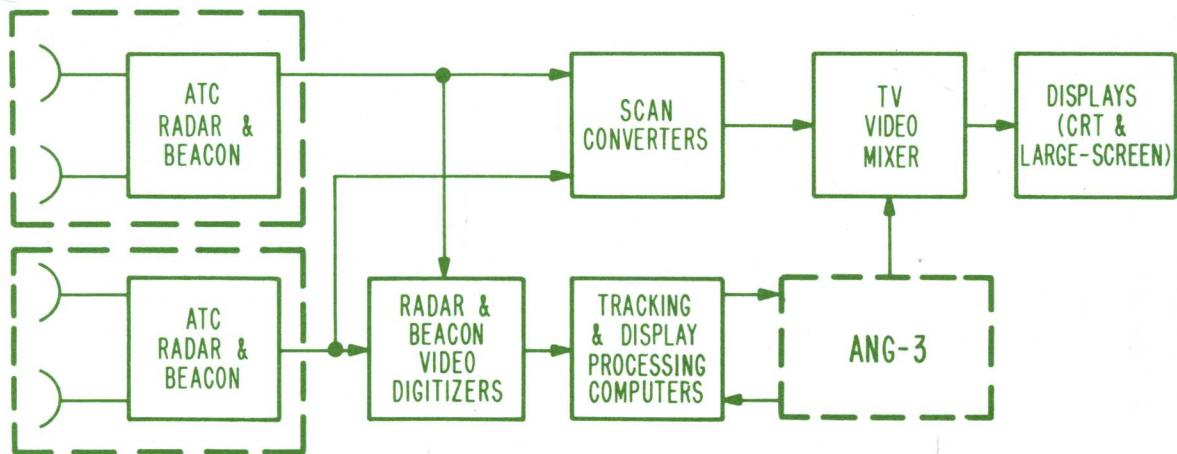 ATC
RADAR &
BEACON
SCAN
CONVERTERS
TV
VIDEO
MIXER
DISPLAYS
(CRT &
LARGE-SCREEN)
ATC
RADAR &
BEACON
RADAR &
BEACON
VIDEO
DIGITIZERS
TRACKING
& DISPLAY
PROCESSING
COMPUTERS
ANG-3